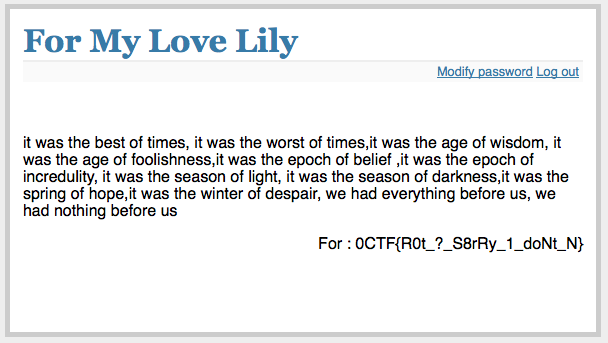 For My Love Lily
Modify password Log out
it was the best of times, it was the worst of times,it was the age of wisdom, it
was the age of foolishness,it was the epoch of belief ,it was the epoch of
incredulity, it was the season of light, it was the season of darkness,it was the
spring of hope,it was the winter of despair, we had everything before us, we
had nothing before us
For : 0CTF{R0t_?_S8rRy_1_doNt_N}